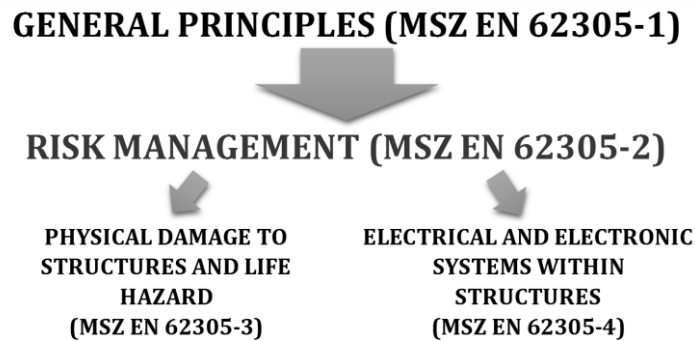 GENERAL PRINCIPLES (MSZ EN 62305-1)
RISK MANAGEMENT (MSZ EN 62305-2)
PHYSICAL DAMAGE TO
STRUCTURES AND LIFE
HAZARD
(MSZ EN 62305-3)
ELECTRICAL AND ELECTRONIC
SYSTEMS WITHIN
STRUCTURES
(MSZ EN 62305-4)